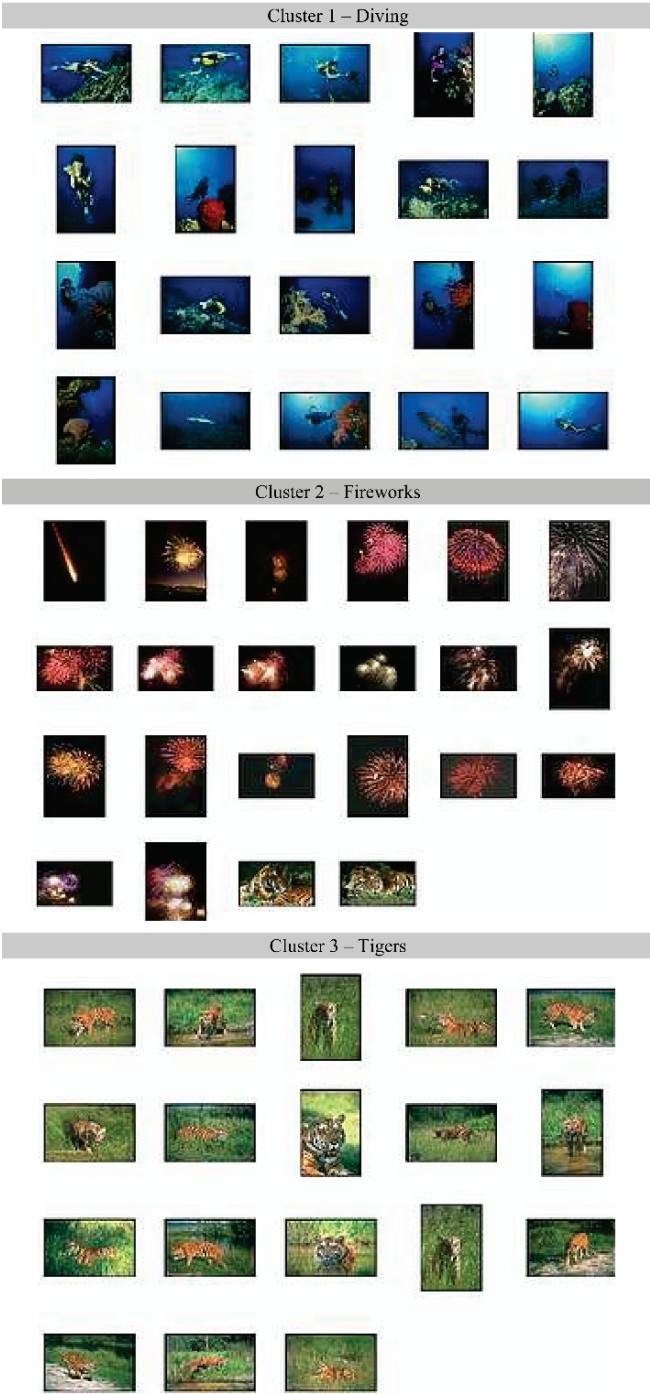 Cluster 1 – Diving
Cluster 2 – Fireworks
Cluster 3 – Tigers